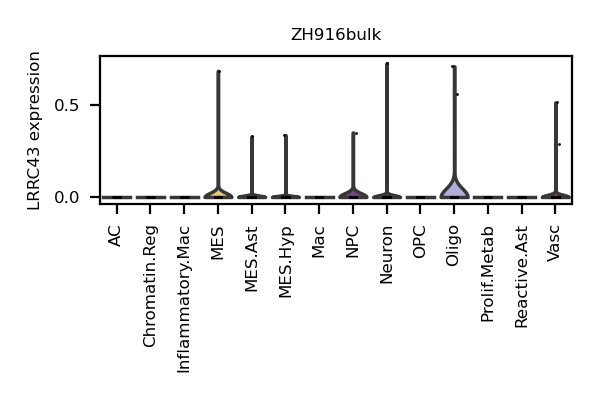 ZH916bulk
LRRC43 expression
0.5
0.0
AC
Chromatin.Reg
Inflammatory.Mac
MES
MES.Ast
MES.Hyp
Mac
NPC
Neuron
OPC
Oligo
Prolif.Metab
Reactive.Ast
Vasc